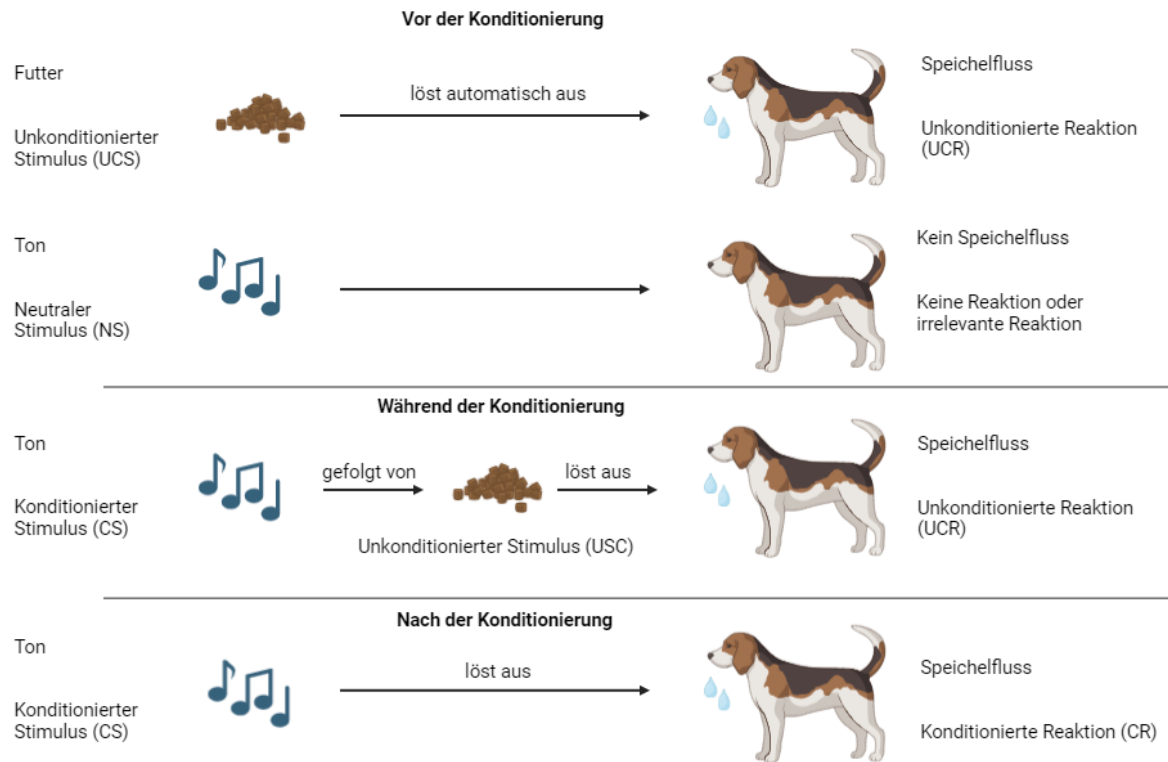 Vor der Konditionierung
Futter
löst automatisch aus
Speichelfluss
Unkonditionierter
Stimulus (UCS)
Unkonditionierte Reaktion
(UCR)
Ton
Kein Speichelfluss
Neutraler
Stimulus (NS)
Keine Reaktion oder
irrelevante Reaktion
Während der Konditionierung
Ton
gefolgt von
löst aus
Speichelfluss
Konditionierter
Stimulus (CS)
Unkonditionierter Stimulus (USC)
Unkonditionierte Reaktion
(UCR)
Nach der Konditionierung
Ton
löst aus
Speichelfluss
Konditionierter
Stimulus (CS)
Konditionierte Reaktion (CR)